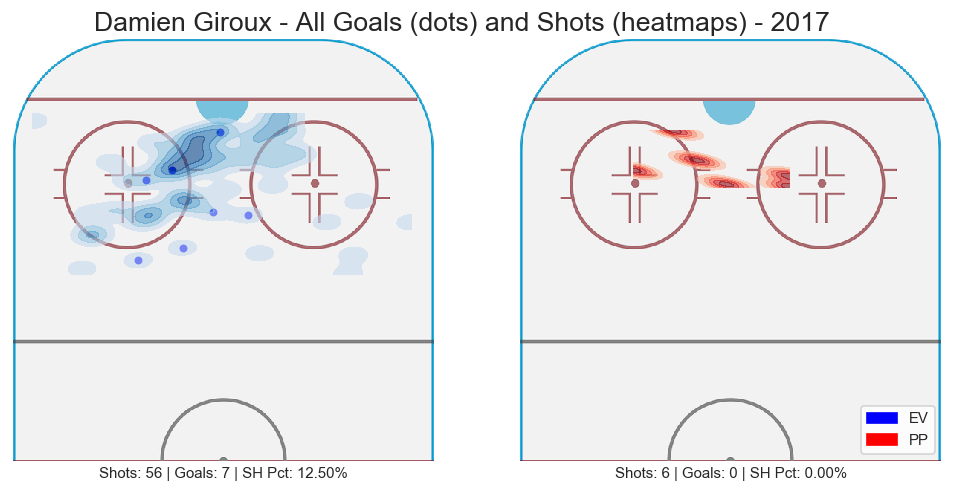 Damien Giroux - All Goals (dots) and Shots (heatmaps) - 2017
EV
PP
Shots: 56 | Goals: 7 | SH Pct: 12.50%
Shots: 6 | Goals: 0 | SH Pct: 0.00%